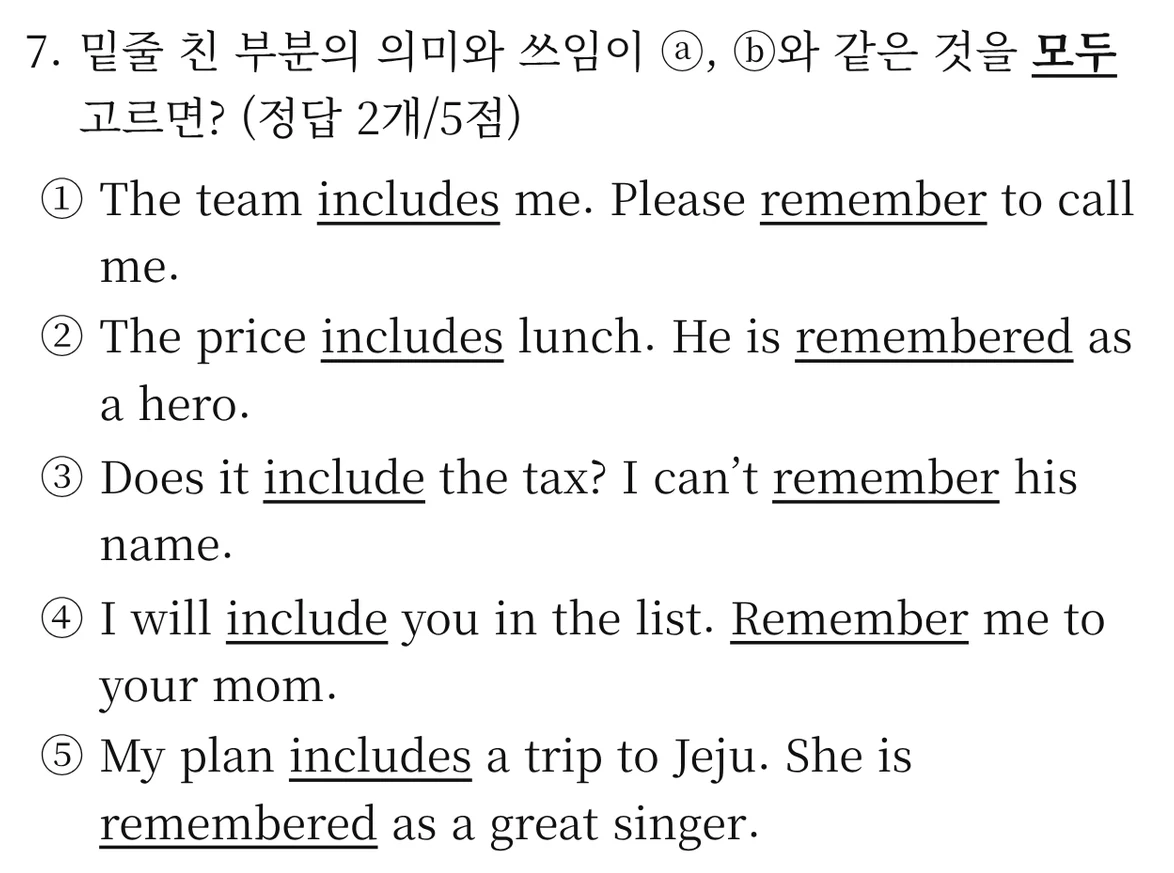 7. 밑줄 친 부분의 의미와 쓰임이 ⓐ, ⓑ와 같은 것을 모두
고르면? (정답 2개/5점)
① The team includes me. Please remember to call
me.
② The price includes lunch. He is remembered as
a hero.
③ Does it include the tax? I can’t remember his
name.
④ I will include you in the list. Remember me to
your mom.
⑤ My plan includes a trip to Jeju. She is
remembered as a great singer.